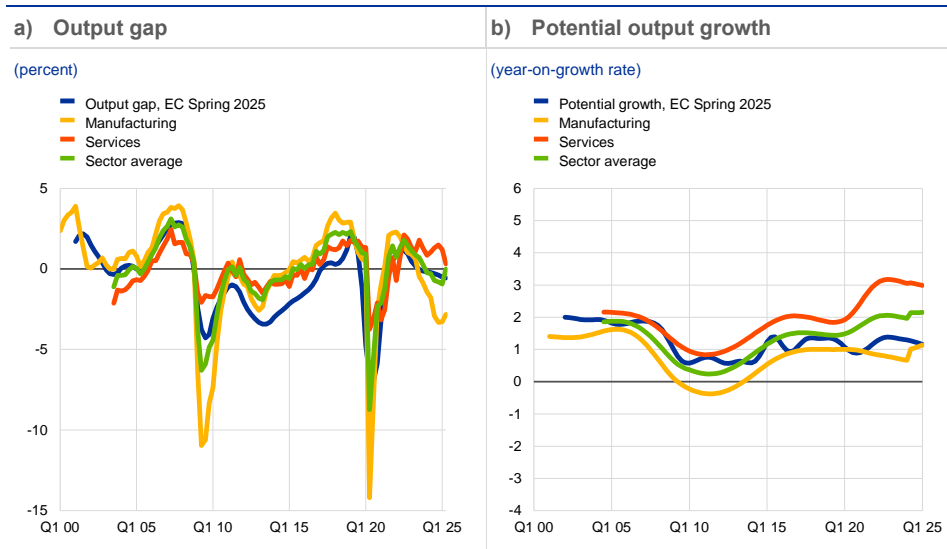 a) Output gap
(percent)
Output gap, EC Spring 2025
Manufacturing
Services
Sector average
5
0
-5
-10
-15
Q1 00 Q1 05 Q1 10 Q1 15 Q1 20 Q1 25
b) Potential output growth
(year-on-growth rate)
Potential growth, EC Spring 2025
Manufacturing
Services
Sector average
6
5
4
3
2
1
0
-1
-2
-3
-4
Q1 00 Q1 05 Q1 10 Q1 15 Q1 20 Q1 25